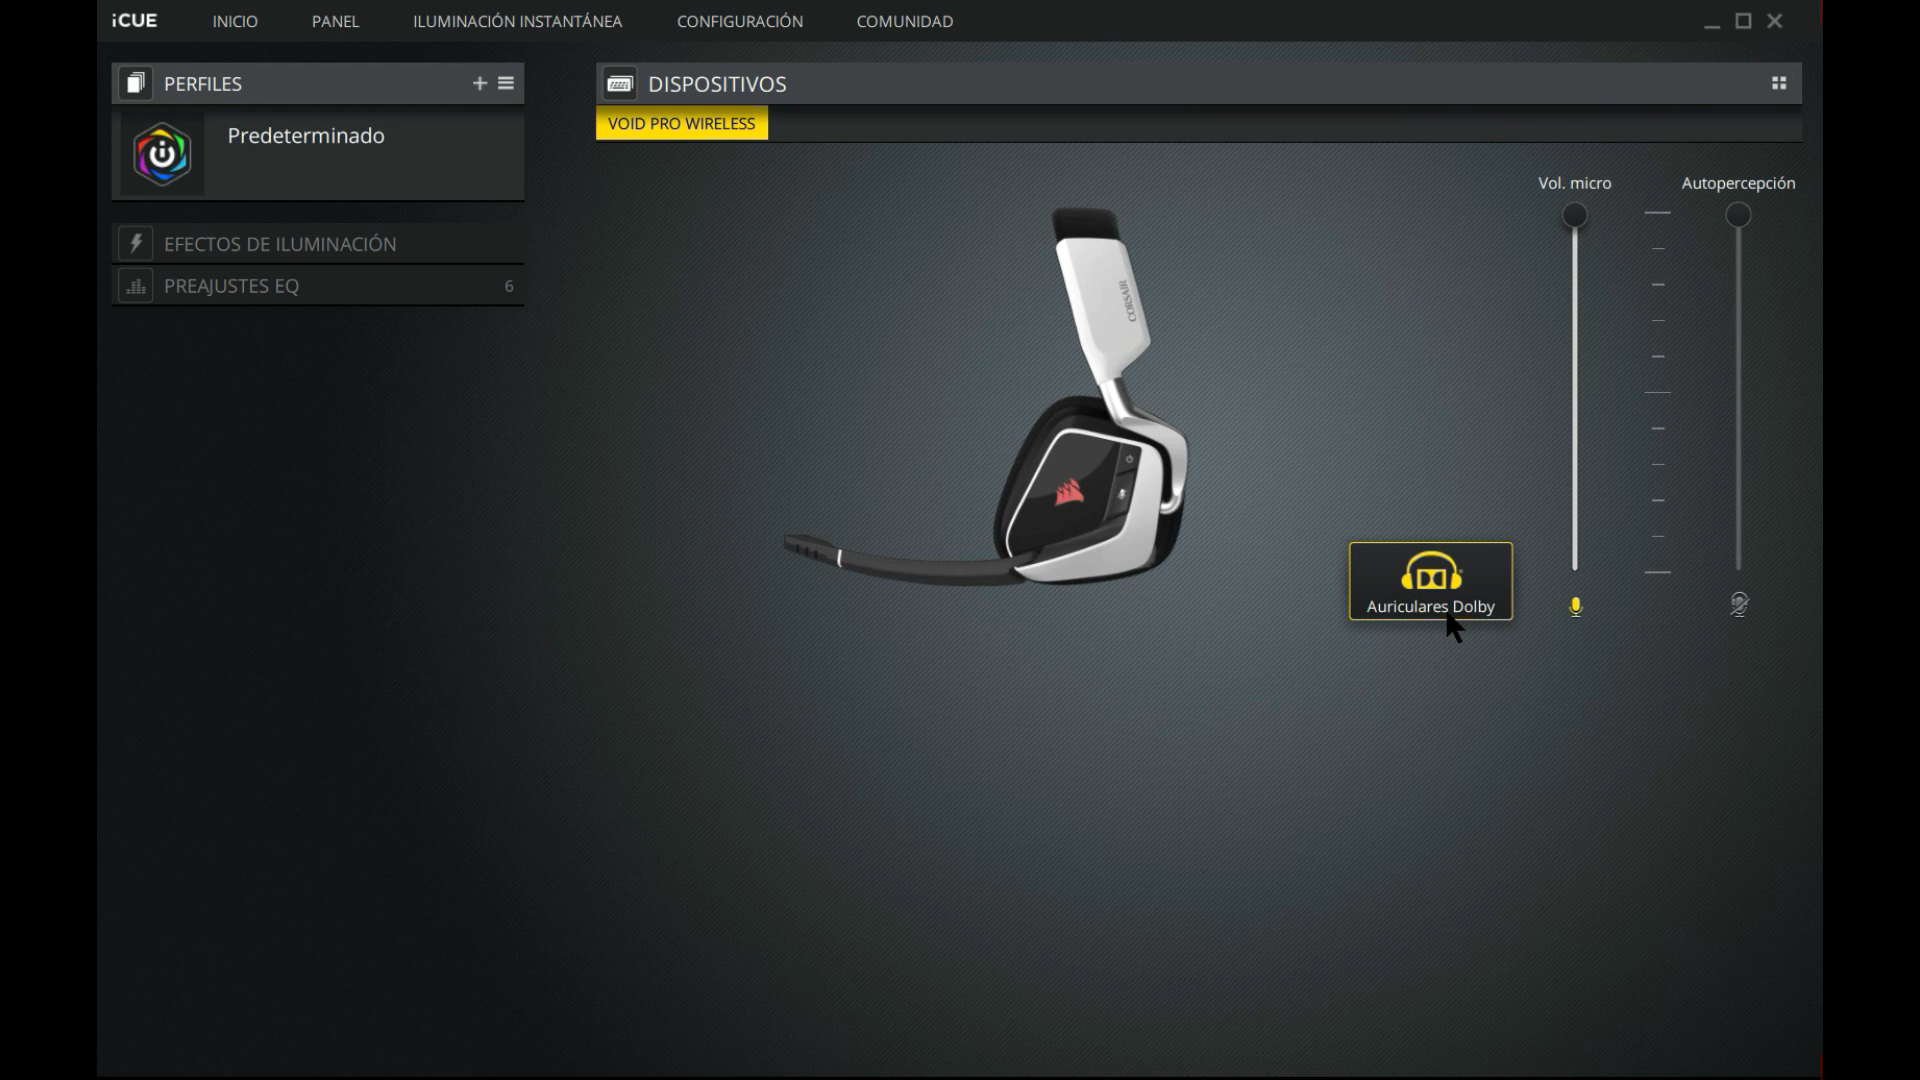 iCUE
INICIO
PANEL
ILUMINACIÓN INSTANTÁNEA
CONFIGURACIÓN
COMUNIDAD
PERFILES
Predeterminado
EFECTOS DE ILUMINACIÓN
PREAJUSTES EQ
6
DISPOSITIVOS
VOID PRO WIRELESS
Vol. micro
Autopercepción
CORSAIR
Auriculares Dolby